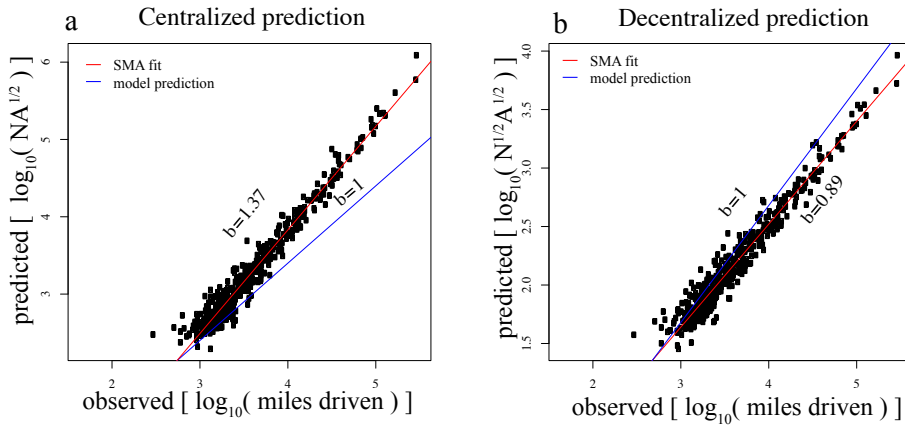 a
Centralized prediction
SMA fit
model prediction
b=1.37
b=1
predicted [ log10( NA1/2) ]
6
5
4
3
2
3
4
5
observed [ log10( miles driven ) ]
b
Decentralized prediction
SMA fit
model prediction
b=1
b=0.89
predicted [ log10( N1/2A1/2) ]
4.0
3.5
3.0
2.5
2.0
1.5
2
3
4
5
observed [ log10( miles driven ) ]